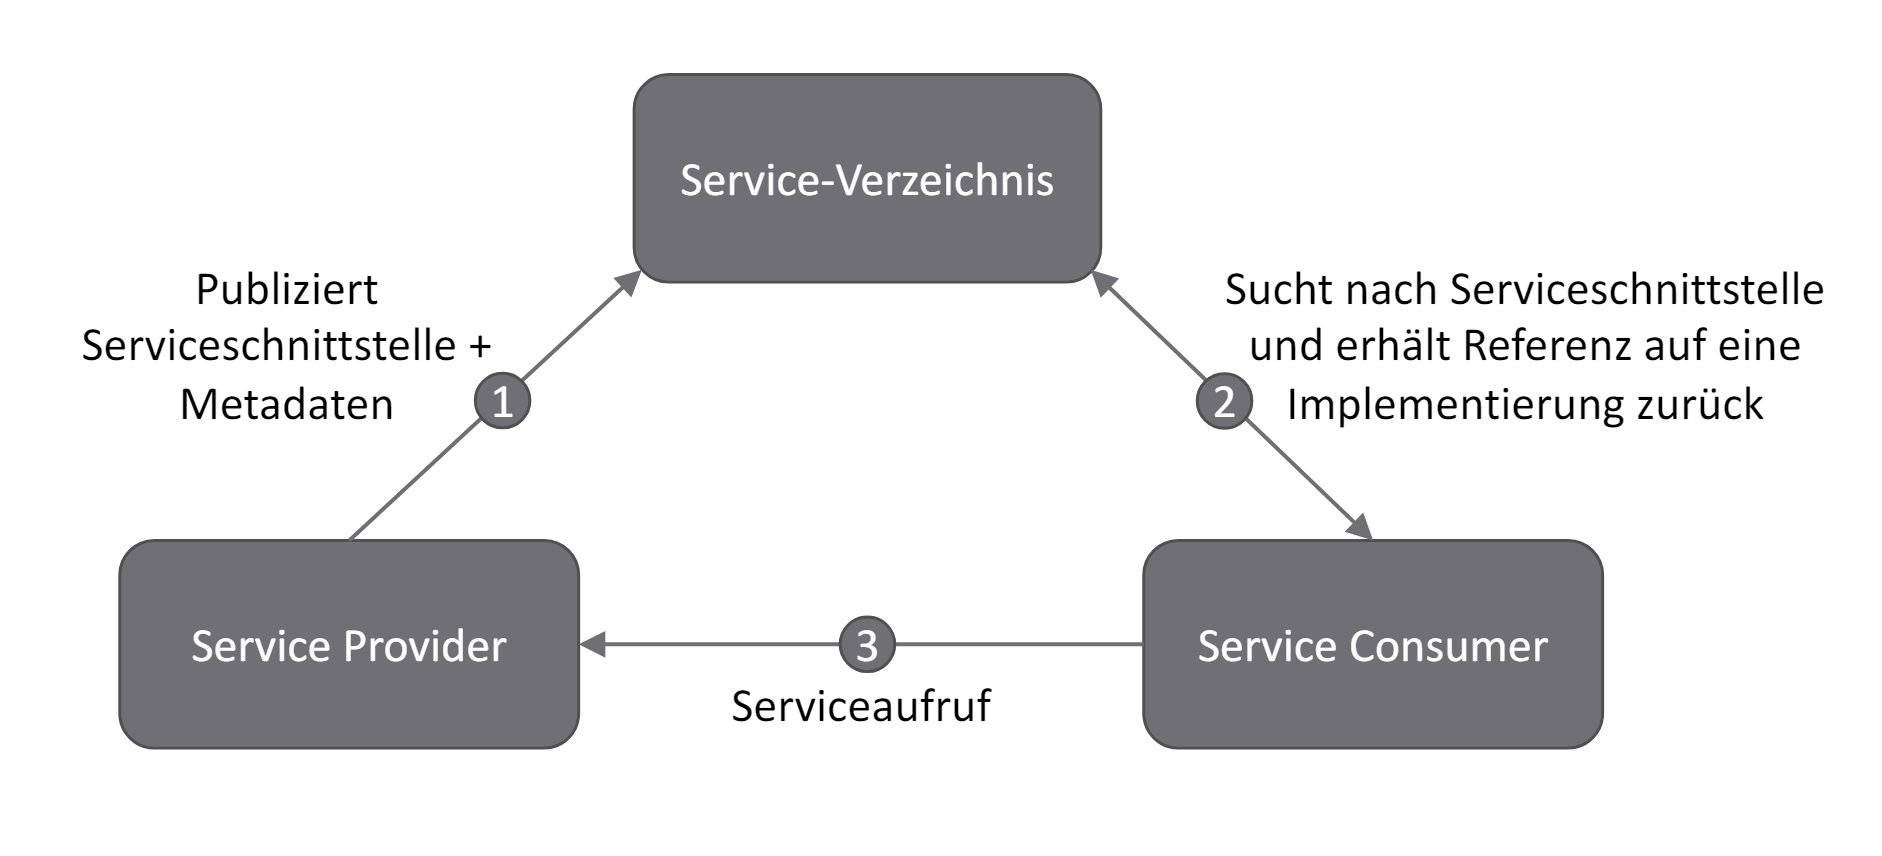 Service-Verzeichnis
Publiziert
Serviceschnittstelle +
Metadaten
1
Sucht nach Serviceschnittstelle
und erhält Referenz auf eine
Implementierung zurück
2
Service Provider
3
Serviceaufruf
Service Consumer